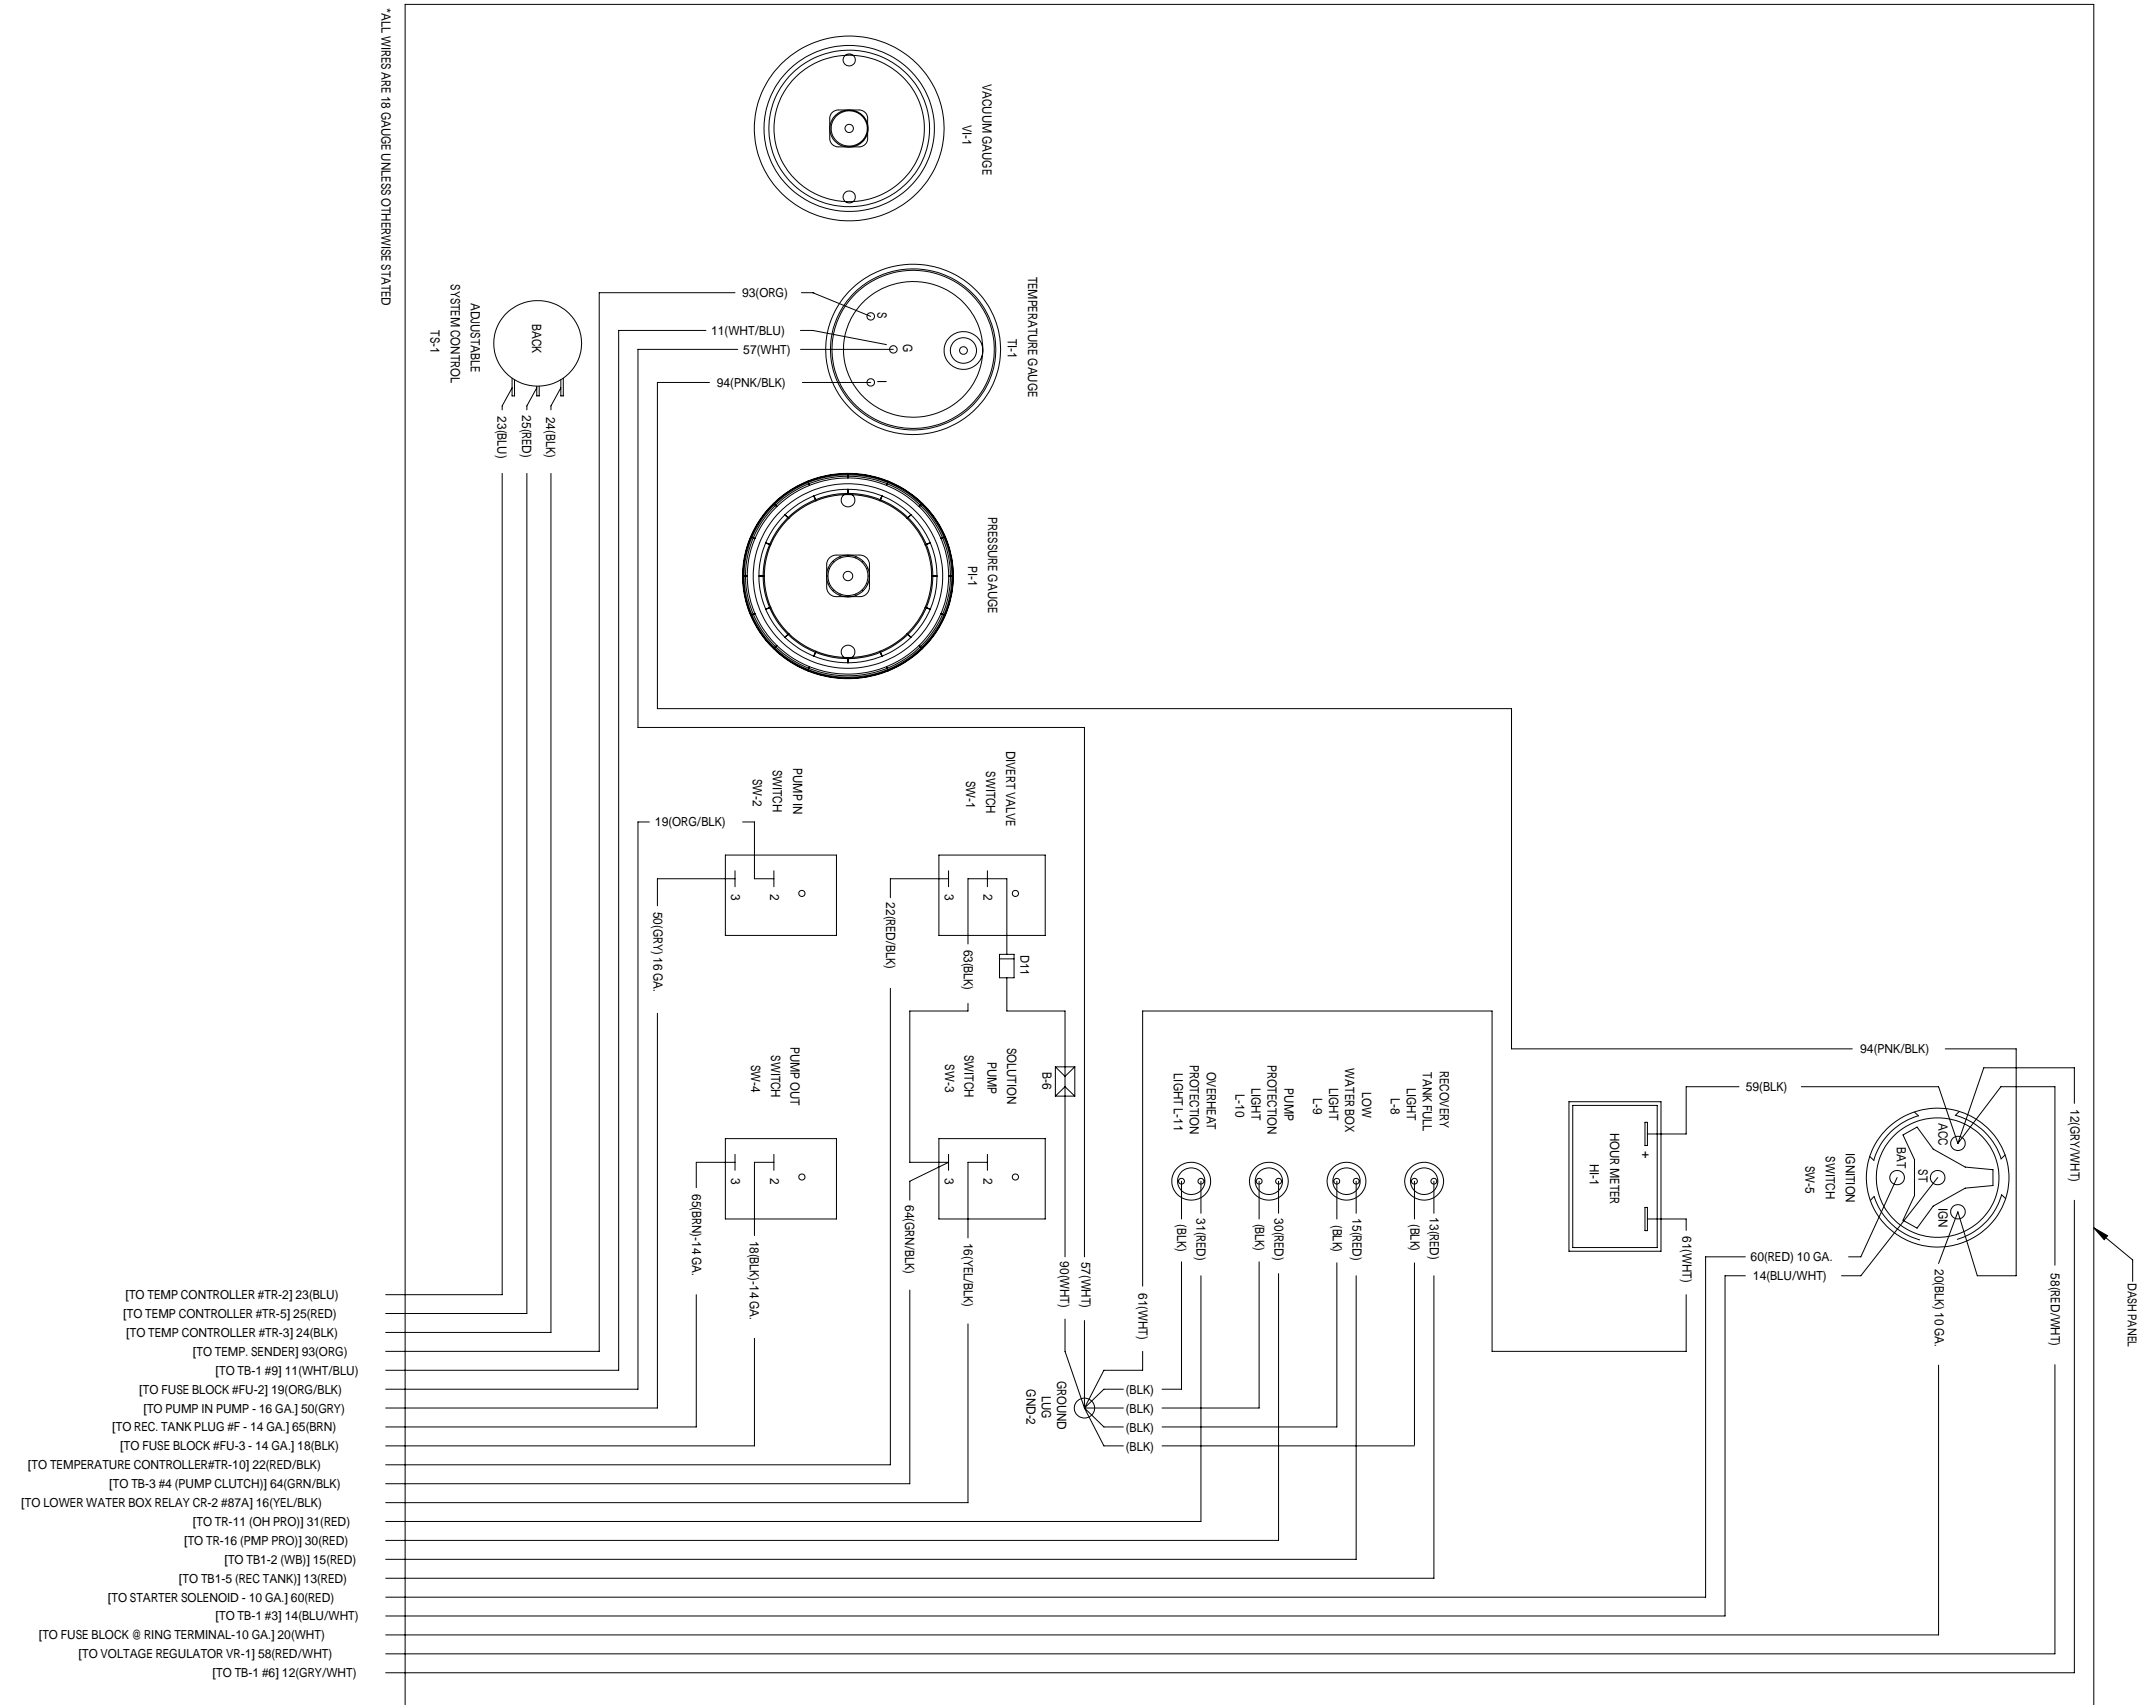 *ALL WIRES ARE 18 GAUGE UNLESS OTHERWISE STATED
VACUUM GAUGE
VI-1
TEMPERATURE GAUGE
TI-1
S
G
I
93(ORG)
11(WHT/BLU)
57(WHT)
94(PNK/BLK)
BACK
ADJUSTABLE
SYSTEM CONTROL
TS-1
24(BLK)
25(RED)
23(BLU)
PRESSURE GAUGE
PI-1
PUMP IN
SWITCH
SW-2
19(ORG/BLK)
2
3
50(GRY) 16 GA.
DIVERT VALVE
SWITCH
SW-1
2
3
22(RED/BLK)
63(BLK)
D11
B-6
PUMP OUT
SWITCH
SW-4
2
3
65(BRN)-14 GA.
18(BLK)-14 GA.
SOLUTION
PUMP
SWITCH
SW-3
2
3
64(GRN/BLK)
16(YEL/BLK)
90(WHT)
57(WHT)
61(WHT)
GROUND
LUG
GND-2
(BLK)
(BLK)
(BLK)
(BLK)
OVERHEAT
PROTECTION
LIGHT L-11
31(RED)
(BLK)
PUMP
PROTECTION
LIGHT
L-10
30(RED)
(BLK)
LOW
WATER BOX
LIGHT
L-9
15(RED)
(BLK)
RECOVERY
TANK FULL
LIGHT
L-8
13(RED)
(BLK)
94(PNK/BLK)
59(BLK)
HOUR METER
HI-1
+
61(WHT)
IGNITION
SWITCH
SW-5
ACC
BAT
ST
IGN
60(RED) 10 GA.
14(BLU/WHT)
20(BLK) 10 GA.
12(GRY/WHT)
58(RED/WHT)
DASH PANEL
[TO TEMP CONTROLLER #TR-2] 23(BLU)
[TO TEMP CONTROLLER #TR-5] 25(RED)
[TO TEMP CONTROLLER #TR-3] 24(BLK)
[TO TEMP. SENDER] 93(ORG)
[TO TB-1 #9] 11(WHT/BLU)
[TO FUSE BLOCK #FU-2] 19(ORG/BLK)
[TO PUMP IN PUMP - 16 GA.] 50(GRY)
[TO REC. TANK PLUG #F - 14 GA.] 65(BRN)
[TO FUSE BLOCK #FU-3 - 14 GA.] 18(BLK)
[TO TEMPERATURE CONTROLLER#TR-10] 22(RED/BLK)
[TO TB-3 #4 (PUMP CLUTCH)] 64(GRN/BLK)
[TO LOWER WATER BOX RELAY CR-2 #87A] 16(YEL/BLK)
[TO TR-11 (OH PRO)] 31(RED)
[TO TR-16 (PMP PRO)] 30(RED)
[TO TB1-2 (WB)] 15(RED)
[TO TB1-5 (REC TANK)] 13(RED)
[TO STARTER SOLENOID - 10 GA.] 60(RED)
[TO TB-1 #3] 14(BLU/WHT)
[TO FUSE BLOCK @ RING TERMINAL-10 GA.] 20(WHT)
[TO VOLTAGE REGULATOR VR-1] 58(RED/WHT)
[TO TB-1 #6] 12(GRY/WHT)